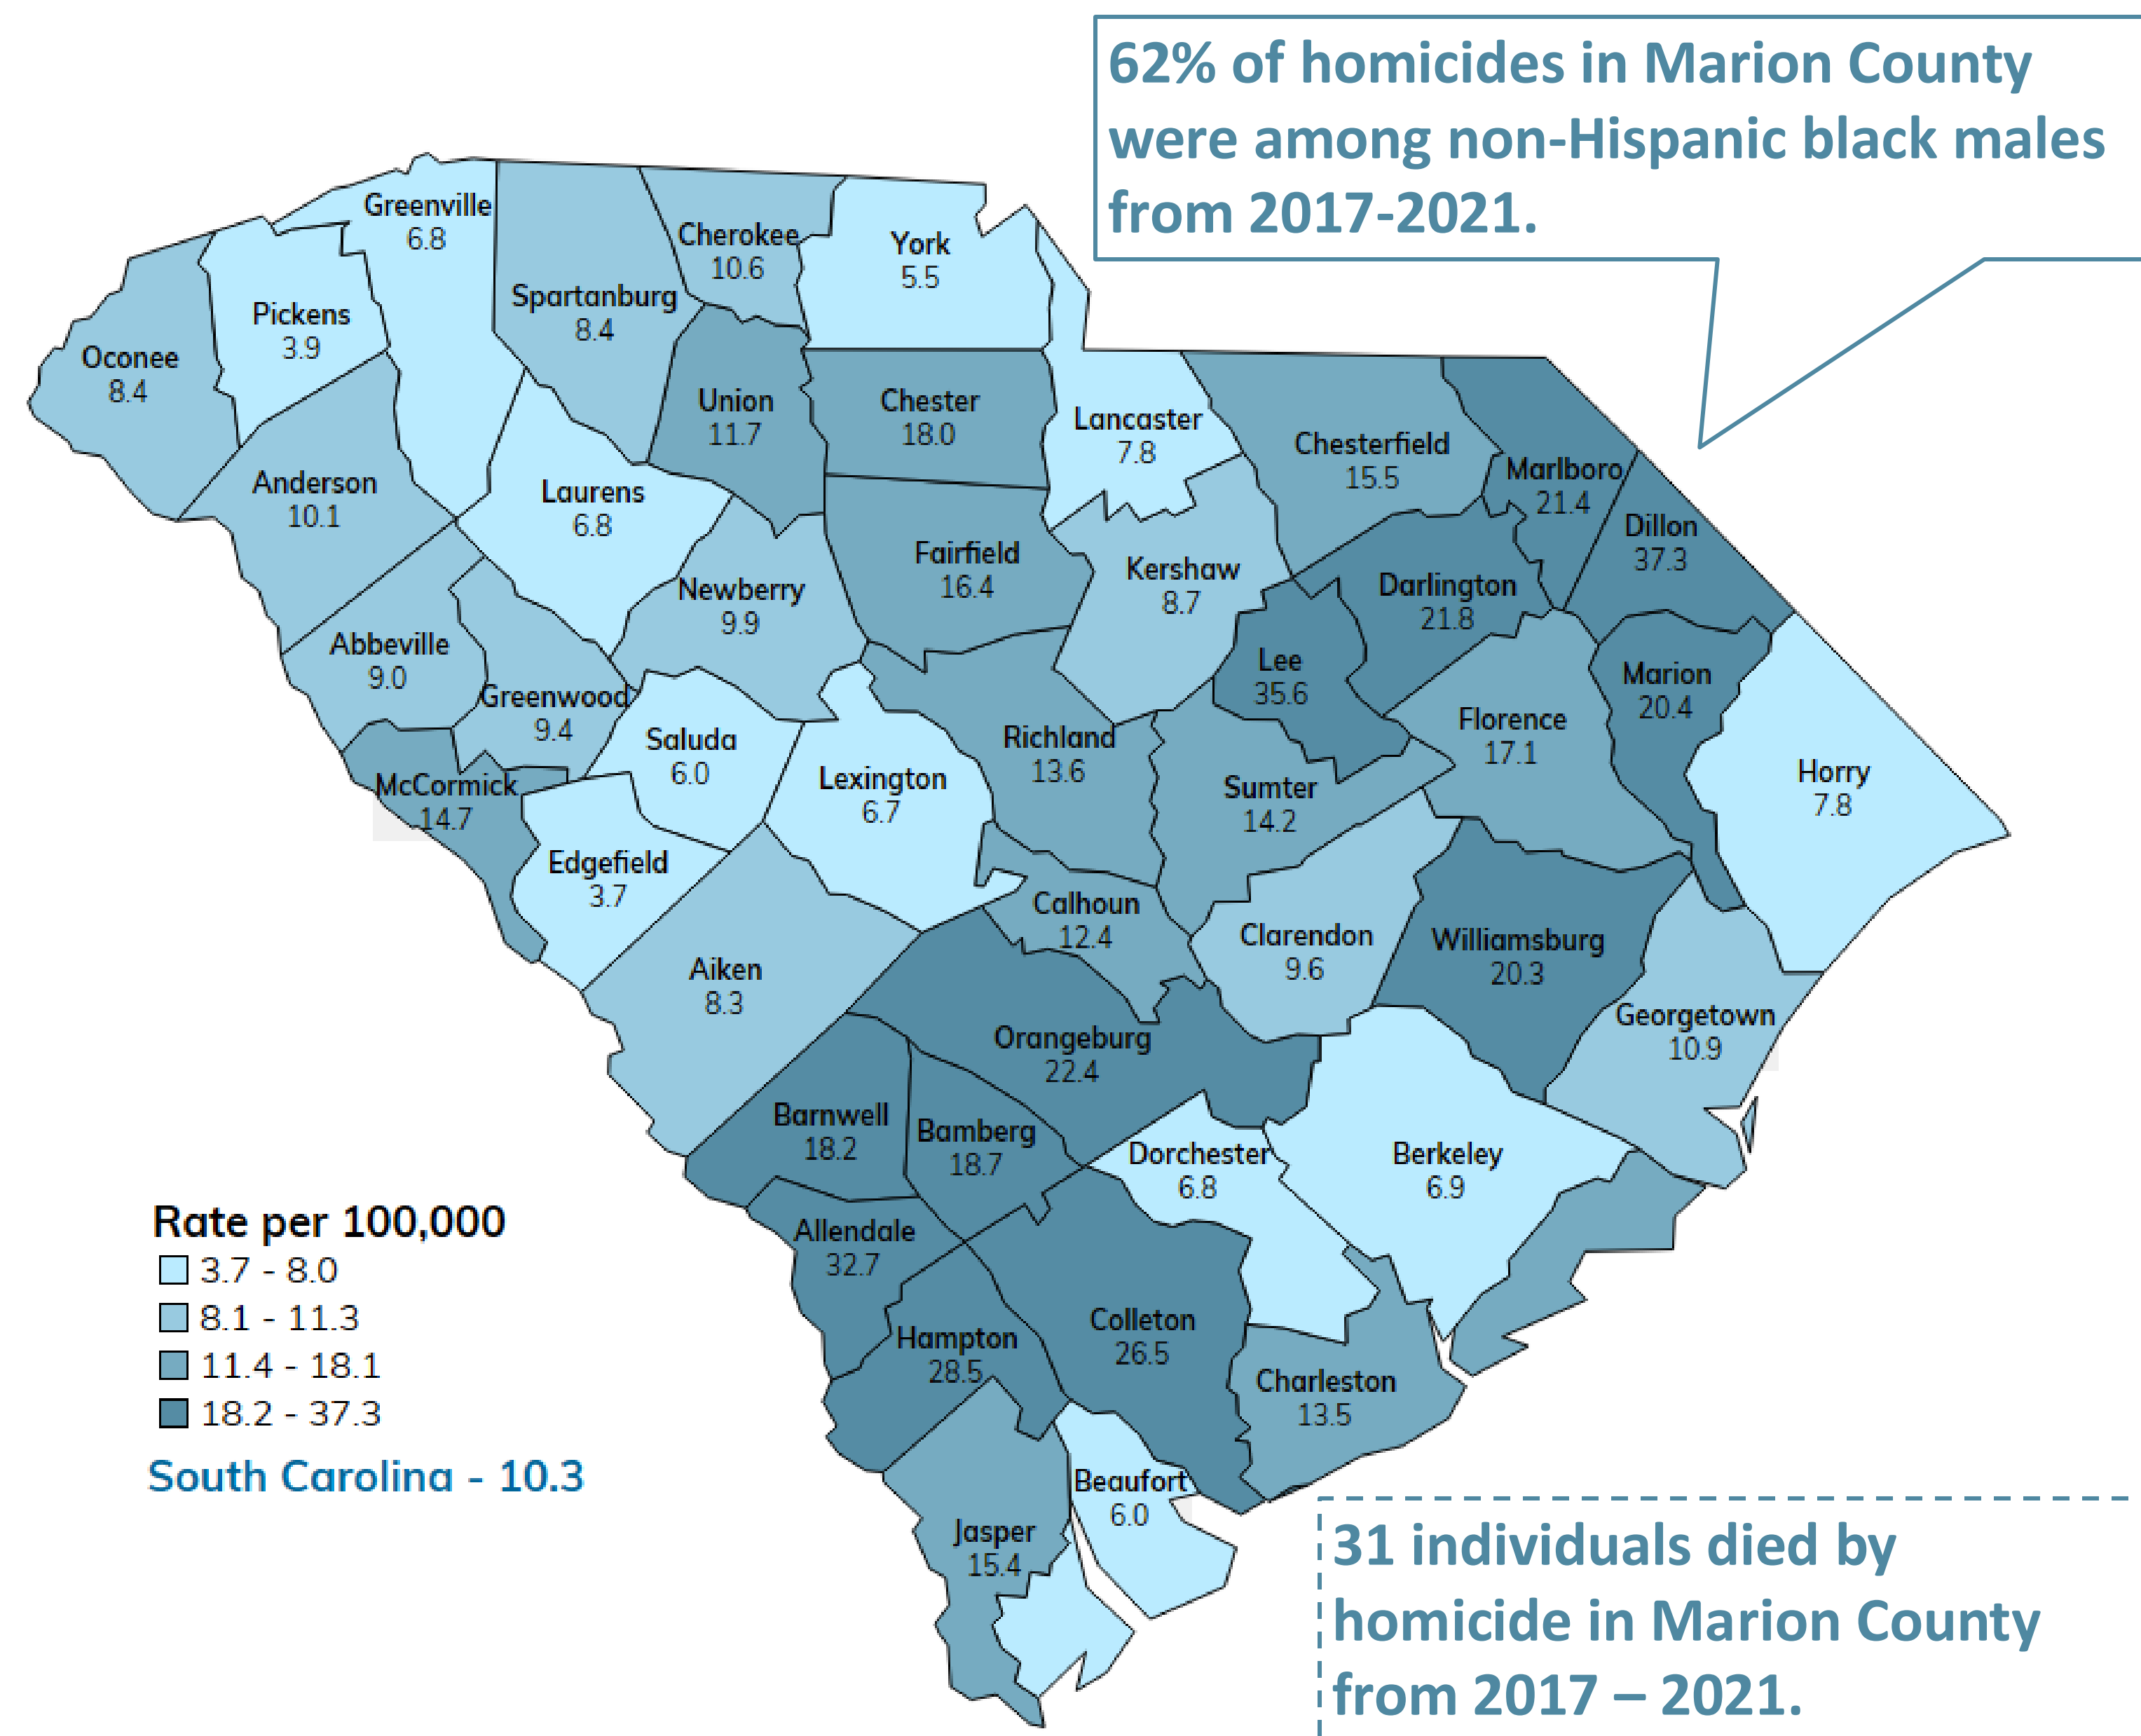 62% of homicides in Marion County
were among non-Hispanic black males
from 2017-2021.
Greenville
6.8
Cherokee
10.6
York
5.5
Spartanburg
8.4
Pickens
3.9
Oconee
8.4
Union
11.7
Chester
18.0
Lancaster
7.8
Chesterfield
15.5
Marlboro
21.4
Dillon
37.3
Anderson
10.1
Laurens
6.8
Fairfield
16.4
Kershaw
8.7
Darlington
21.8
Newberry
9.9
Abbeville
9.0
Greenwood
9.4
Lee
35.6
Marion
20.4
Florence
17.1
Saluda
6.0
Richland
13.6
Lexington
6.7
McCormick
14.7
Sumter
14.2
Horry
7.8
Edgefield
3.7
Calhoun
12.4
Clarendon
9.6
Williamsburg
20.3
Aiken
8.3
Georgetown
10.9
Orangeburg
22.4
Barnwell
18.2
Bamberg
18.7
Dorchester
6.8
Berkeley
6.9
Allendale
32.7
Hampton
28.5
Colleton
26.5
Charleston
13.5
Beaufort
6.0
Jasper
15.4
Rate per 100,000
3.7 - 8.0
8.1 - 11.3
11.4 - 18.1
18.2 - 37.3
South Carolina - 10.3
31 individuals died by
homicide in Marion County
from 2017 – 2021.